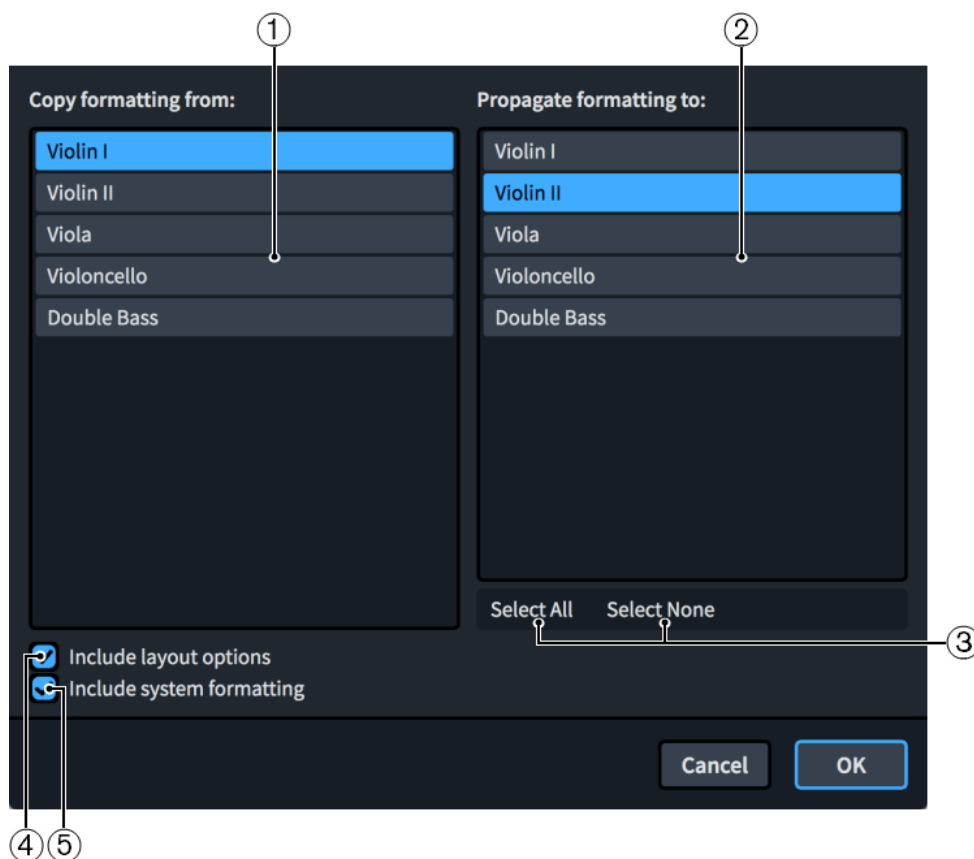 ① ②
Copy formatting from:
Violin I
Violin II
Viola
Violoncello
Double Bass
Propagate formatting to:
Violin I
Violin II
Viola
Violoncello
Double Bass
Select All Select None
③
Include layout options
Include system formatting
Cancel OK
④ ⑤